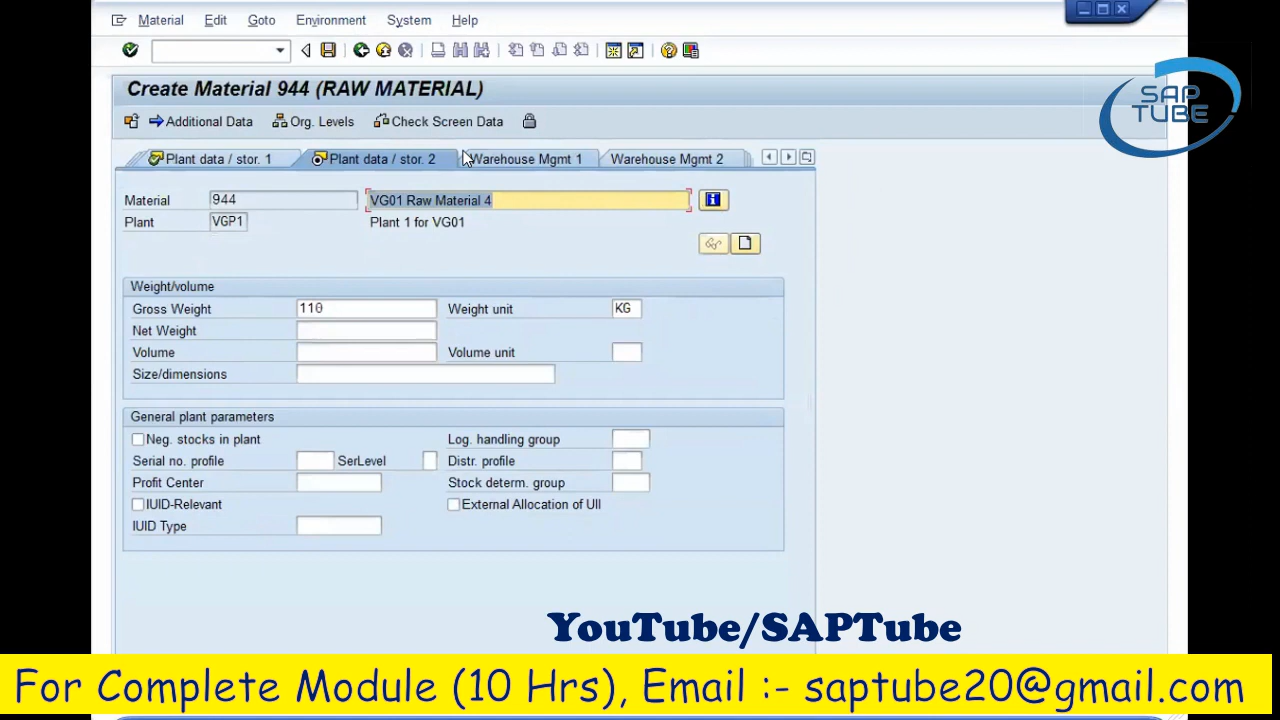 Material Edit Goto Environment System Help
Create Material 944 (RAW MATERIAL)
Additional Data Org. Levels Check Screen Data
SAP
TUBE
Plant data / stor. 1 Plant data / stor. 2 Warehouse Mgmt 1 Warehouse Mgmt 2
Material 944 VG01 Raw Material 4
Plant VGP1 Plant 1 for VG01
Weight/volume
Gross Weight 110 Weight unit KG
Net Weight
Volume Volume unit
Size/dimensions
General plant parameters
Neg. stocks in plant Log. handling group
Serial no. profile SerLevel Distr. profile
Profit Center Stock determ. group
IUID-Relevant External Allocation of UII
IUID Type
YouTube/SAPTube
For Complete Module (10 Hrs), Email :- saptube20@gmail.com